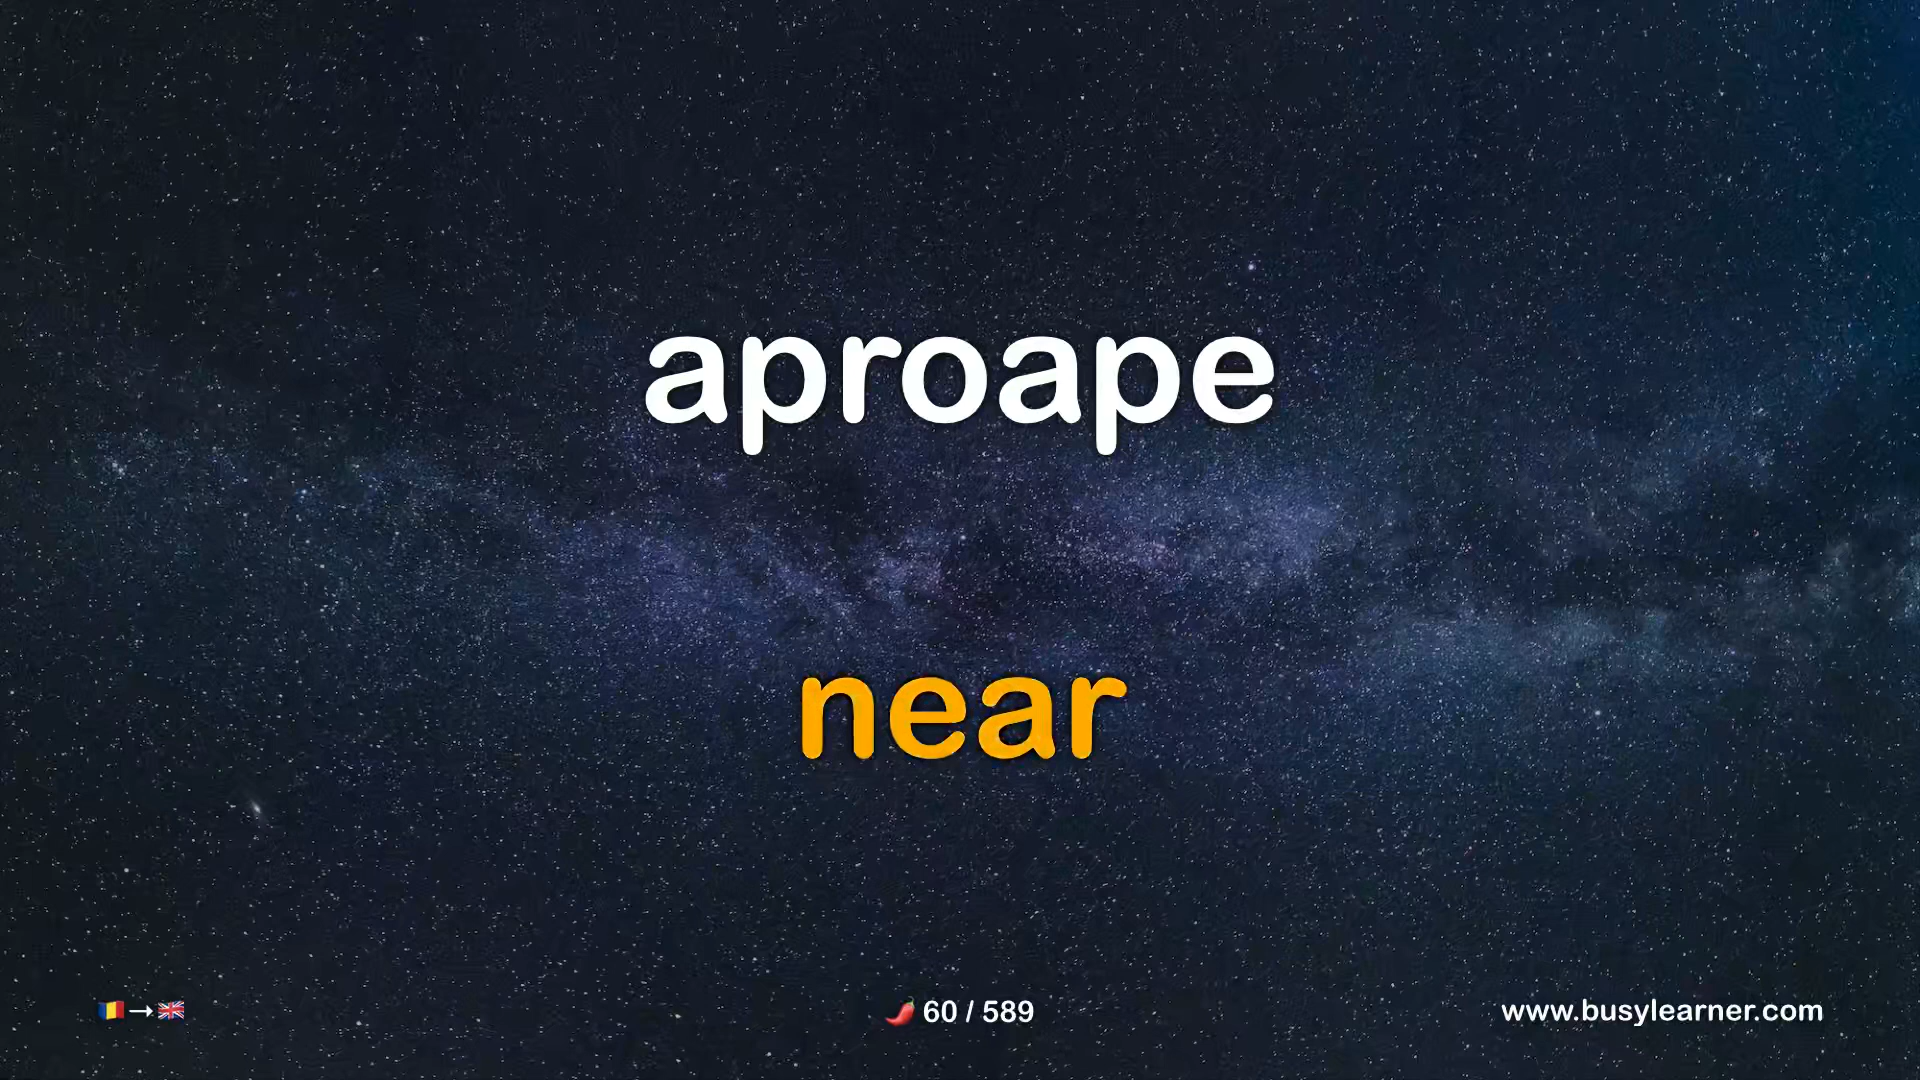 aproape
near
🇷🇴→🇬🇧
🌶️ 60 / 589
www.busylearner.com